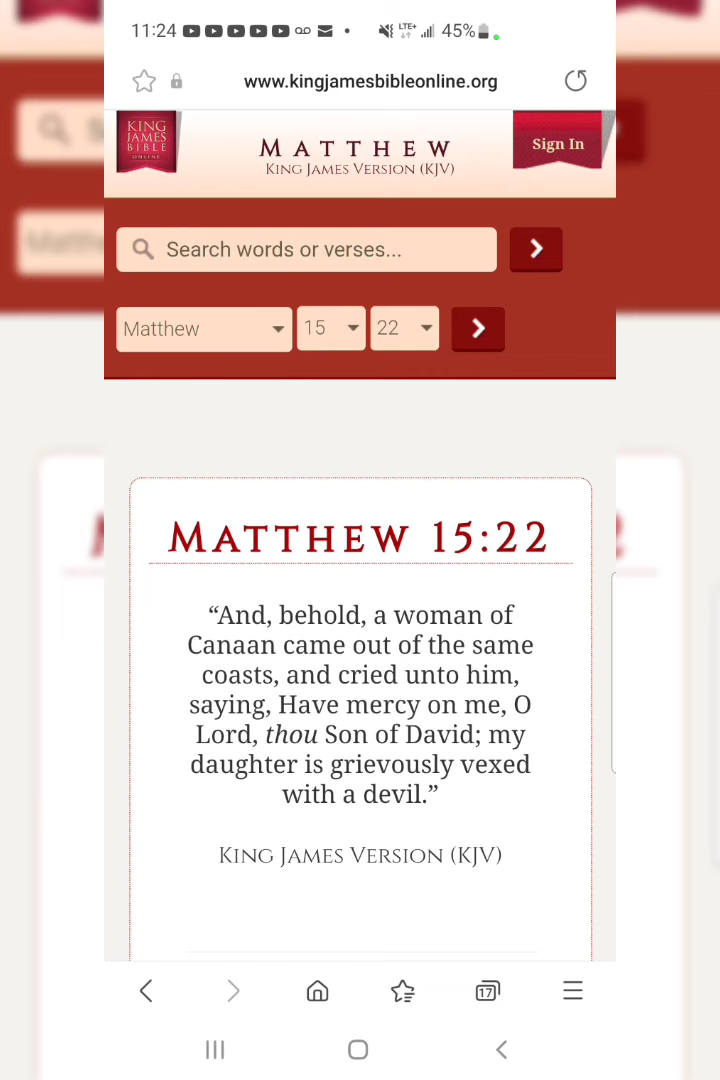 11:24 LTE+ 45%
www.kingjamesbibleonline.org
KING
JAMES
BIBLE
ONLINE
MATTHEW
KING JAMES VERSION (KJV)
Sign In
Search words or verses...
Matthew 15 22
MATTHEW 15:22
“And, behold, a woman of
Canaan came out of the same
coasts, and cried unto him,
saying, Have mercy on me, O
Lord, thou Son of David; my
daughter is grievously vexed
with a devil.”
KING JAMES VERSION (KJV)
17